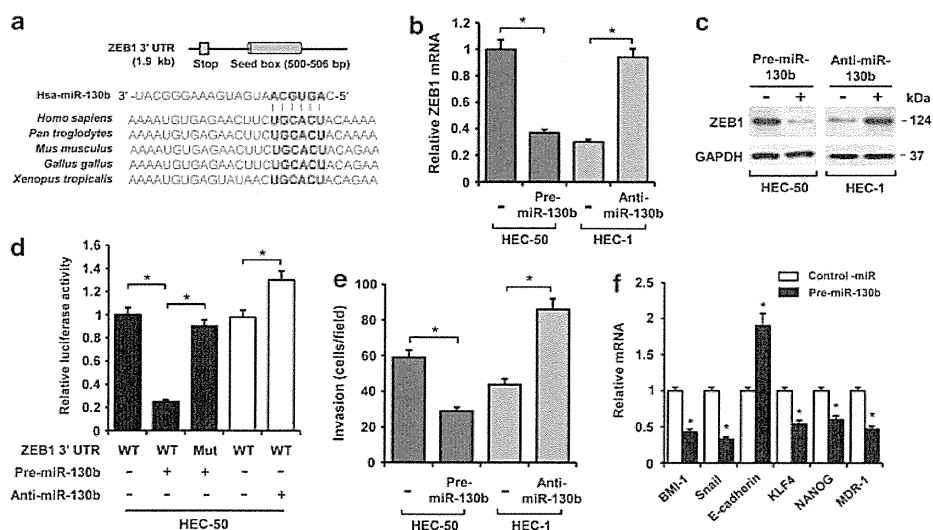 a
ZEB1 3' UTR
(1.9 kb)
Stop Seed box (500-506 bp)
Hsa-miR-130b 3' -UACGGGAAAGUAGUAACGUGAC-5'
Homo sapiens AAAAUGUGAGAACUUCUGCACUACAAAA
Pan troglodytes AAAAUGUGAGAACUUCUGCACUACAAAA
Mus musculus AAAAUGUGAGAACUUCUGCACUACAGAA
Gallus gallus AAAAUGUGAGAACUUCUGCACUACAGAA
Xenopus tropicalis AAAAUGUGAGUAUAACUGCACUACAGAA
b
Relative ZEB1 mRNA
1.2
1
0.8
0.6
0.4
0.2
0
* *
- Pre-miR-130b - Anti-miR-130b
HEC-50 HEC-1
c
Pre-miR-130b Anti-miR-130b
- + - + kDa
ZEB1 - 124
GAPDH - 37
HEC-50 HEC-1
d
Relative luciferase activity
1.6
1.4
1.2
1
0.8
0.6
0.4
0.2
0
* * *
ZEB1 3' UTR WT WT Mut WT WT
Pre-miR-130b - + + - -
Anti-miR-130b - - - - +
HEC-50
e
Invasion (cells/field)
100
80
60
40
20
0
* *
- Pre-miR-130b - Anti-miR-130b
HEC-50 HEC-1
f
Control -miR
Pre-miR-130b
Relative mRNA
2.5
2
1.5
1
0.5
0
* * * * * *
BMI-1 Snail E-cadherin KLF4 NANOG MDR-1